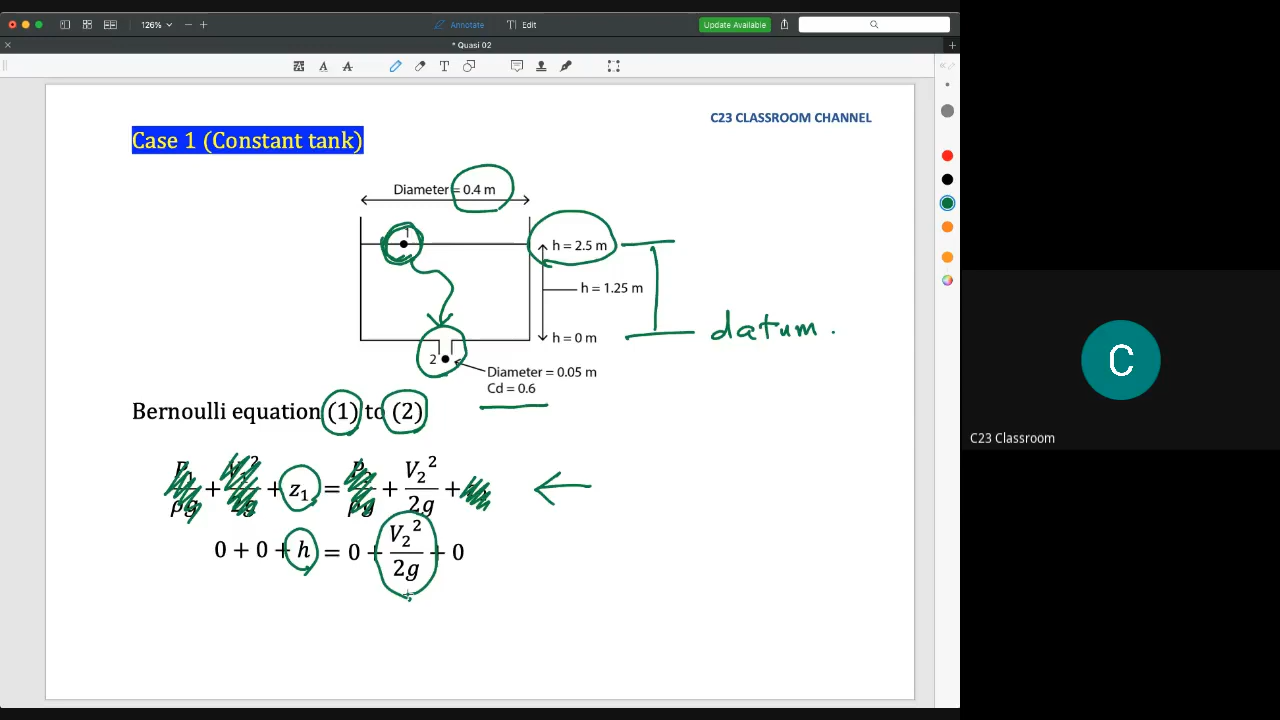 126%
Annotate
Edit
Update Available
* Quasi 02
C23 CLASSROOM CHANNEL
Case 1 (Constant tank)
Diameter = 0.4 m
1
h = 2.5 m
h = 1.25 m
datum.
h = 0 m
2
Diameter = 0.05 m
Cd = 0.6
Bernoulli equation (1) to (2)
P₁/ρg + V₁²/2g + z₁ = P₂/ρg + V₂²/2g +
0 + 0 + h = 0 + V₂²/2g + 0
C
C23 Classroom